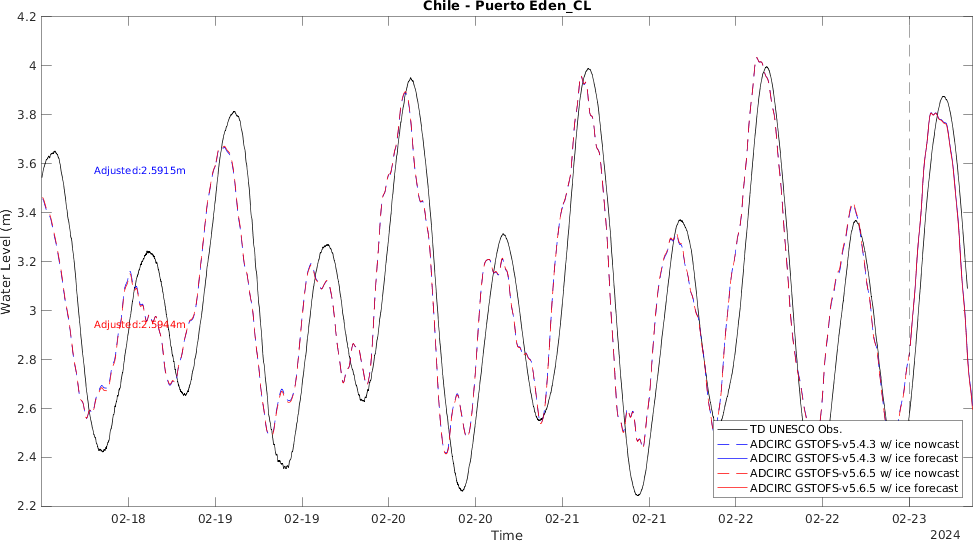 Chile - Puerto Eden_CL
4.2
4
3.8
3.6
3.4
3.2
3
2.8
2.6
2.4
2.2
Water Level (m)
Adjusted:2.5915m
Adjusted:2.5944m
TD UNESCO Obs.
ADCIRC GSTOFS-v5.4.3 w/ ice nowcast
ADCIRC GSTOFS-v5.4.3 w/ ice forecast
ADCIRC GSTOFS-v5.6.5 w/ ice nowcast
ADCIRC GSTOFS-v5.6.5 w/ ice forecast
02-18 02-19 02-19 02-20 02-20 02-21 02-21 02-22 02-22 02-23
Time
2024